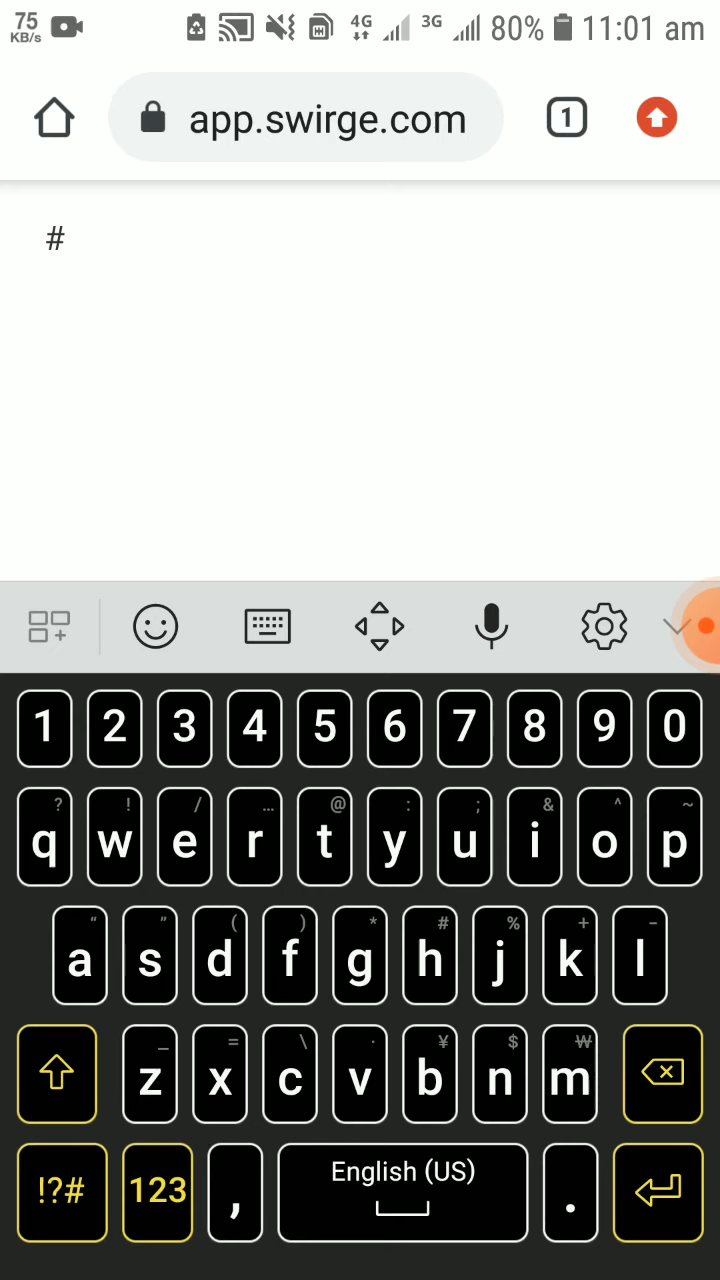 75
KB/s
4G 3G 80% 11:01 am
app.swirge.com 1
#
1 2 3 4 5 6 7 8 9 0
? ! / … @ : ; & ^ ~
q w e r t y u i o p
“ ” ( ) * # % + -
a s d f g h j k l
_ = \ · ¥ $ ₩
z x c v b n m
English (US)
!?# 123 , .